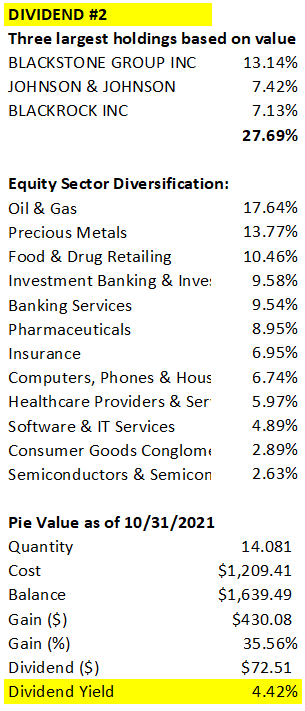 DIVIDEND #2
Three largest holdings based on value
BLACKSTONE GROUP INC 13.14%
JOHNSON & JOHNSON 7.42%
BLACKROCK INC 7.13%
27.69%
Equity Sector Diversification:
Oil & Gas 17.64%
Precious Metals 13.77%
Food & Drug Retailing 10.46%
Investment Banking & Inves 9.58%
Banking Services 9.54%
Pharmaceuticals 8.95%
Insurance 6.95%
Computers, Phones & Hous 6.74%
Healthcare Providers & Ser 5.97%
Software & IT Services 4.89%
Consumer Goods Conglome 2.89%
Semiconductors & Semicon 2.63%
Pie Value as of 10/31/2021
Quantity 14.081
Cost $1,209.41
Balance $1,639.49
Gain ($) $430.08
Gain (%) 35.56%
Dividend ($) $72.51
Dividend Yield 4.42%